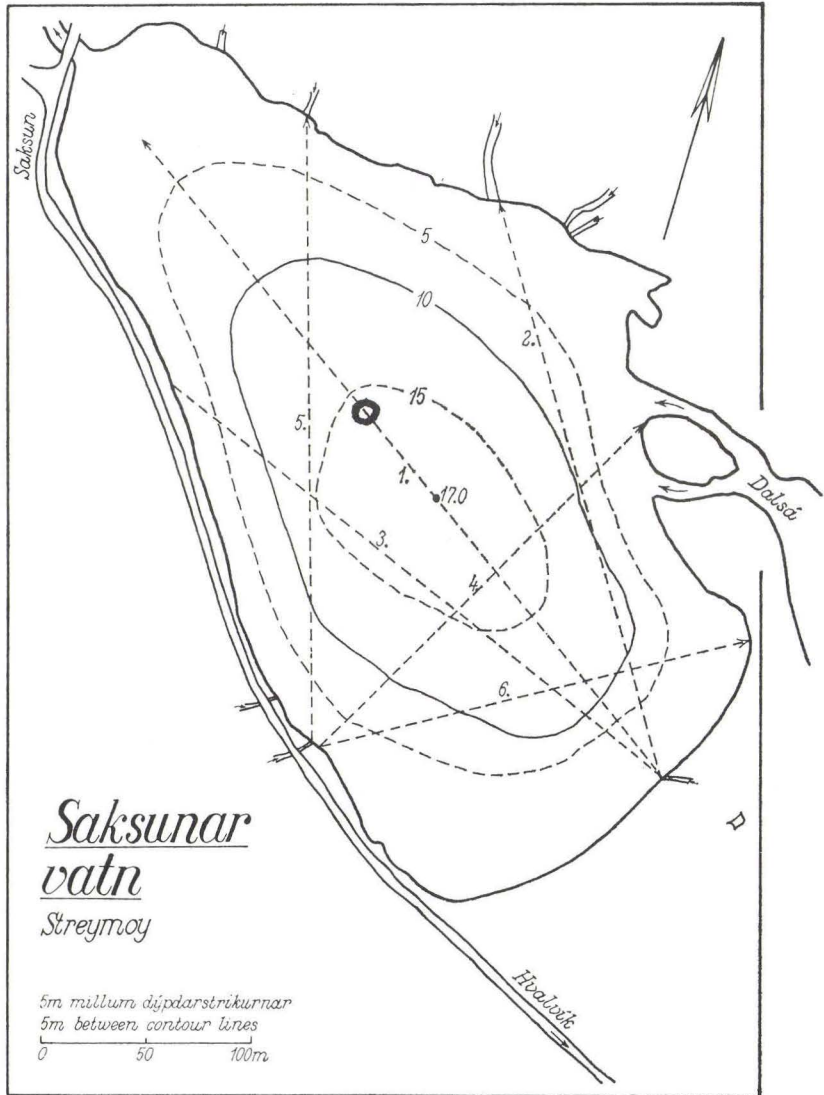 Saksun
5
10
2.
15
5.
1.
17.0
Dalsá
3.
4.
6.
Saksunar
vatn
Streymoy
Hvalvík
5m millum dýpdarstrikurnar
5m between contour lines
0 50 100m